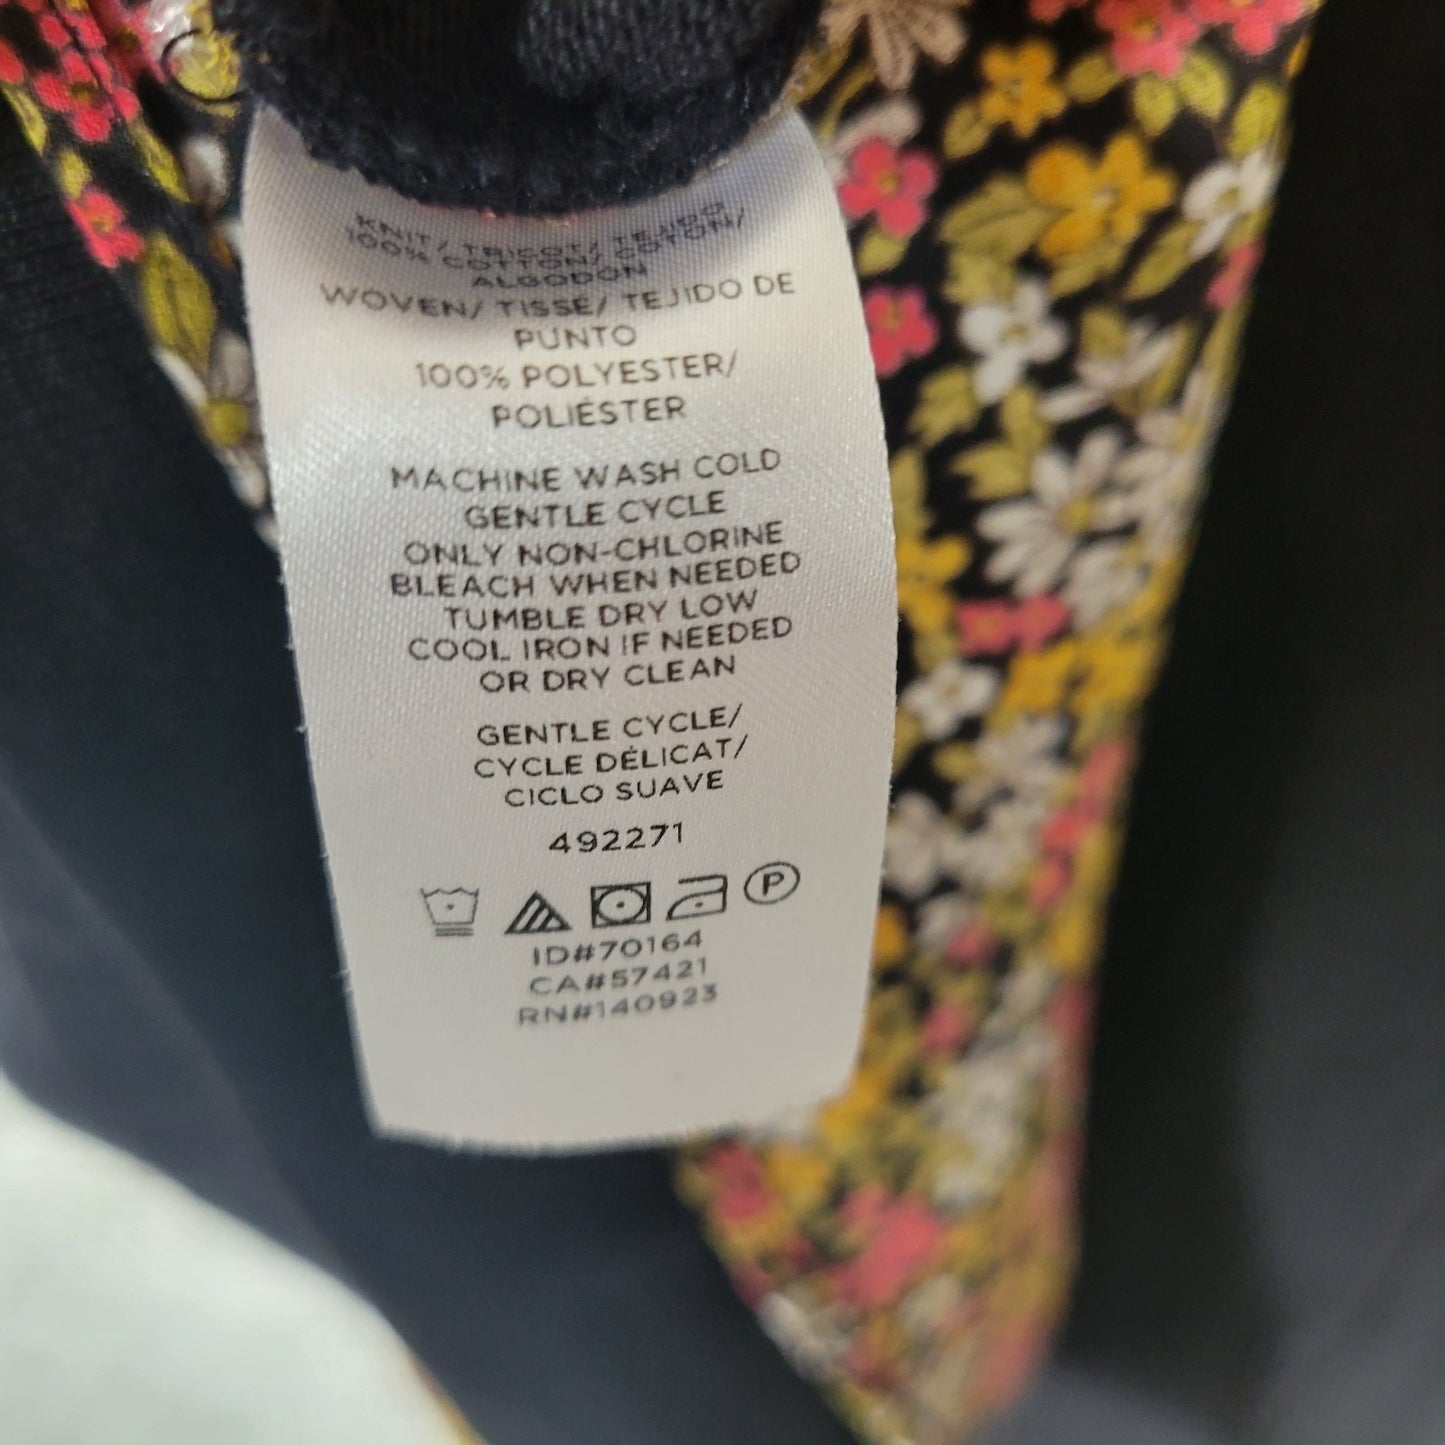 KNIT/ TRICOT/ TEJIDO
100% COTTON/ COTON/
ALGODÓN
WOVEN/ TISSÉ/ TEJIDO DE
PUNTO
100% POLYESTER/
POLIÉSTER
MACHINE WASH COLD
GENTLE CYCLE
ONLY NON-CHLORINE
BLEACH WHEN NEEDED
TUMBLE DRY LOW
COOL IRON IF NEEDED
OR DRY CLEAN
GENTLE CYCLE/
CYCLE DÉLICAT/
CICLO SUAVE
492271
P
ID#70164
CA#57421
RN#140923